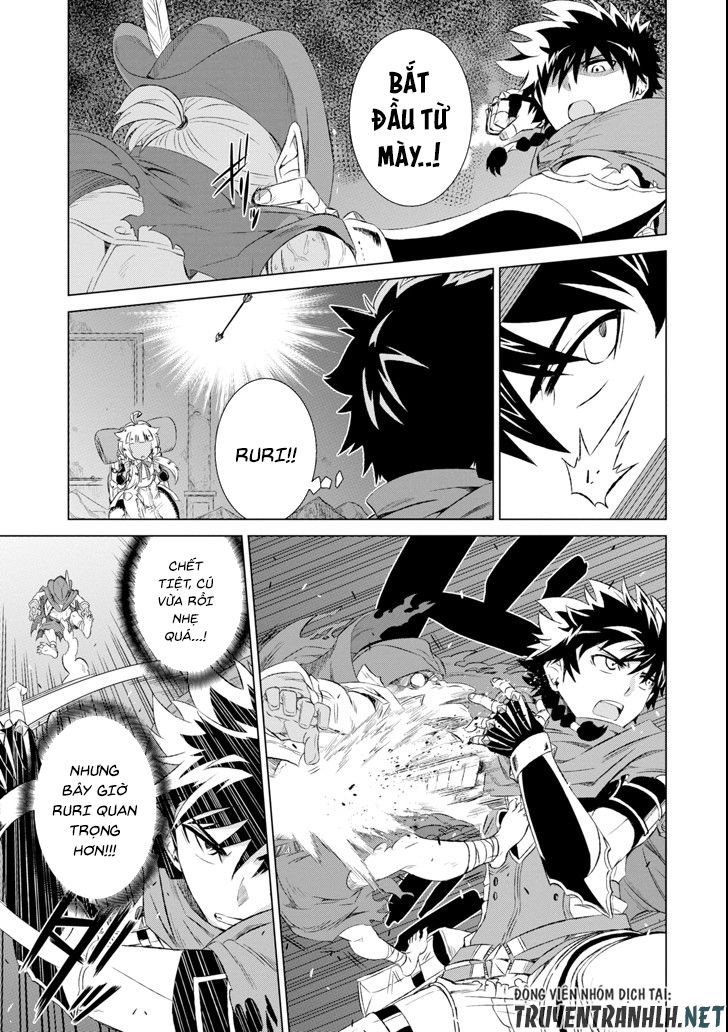 BẮT
ĐẦU TỪ
MÀY..!
RURI!!
CHẾT
TIỆT, CÚ
VỪA RỒI
NHẸ
QUÁ...!
NHƯNG
BÂY GIỜ
RURI QUAN
TRỌNG
HƠN!!!
ĐỘNG VIÊN NHÓM DỊCH TẠI:
TRUYENTRANHLH.NET